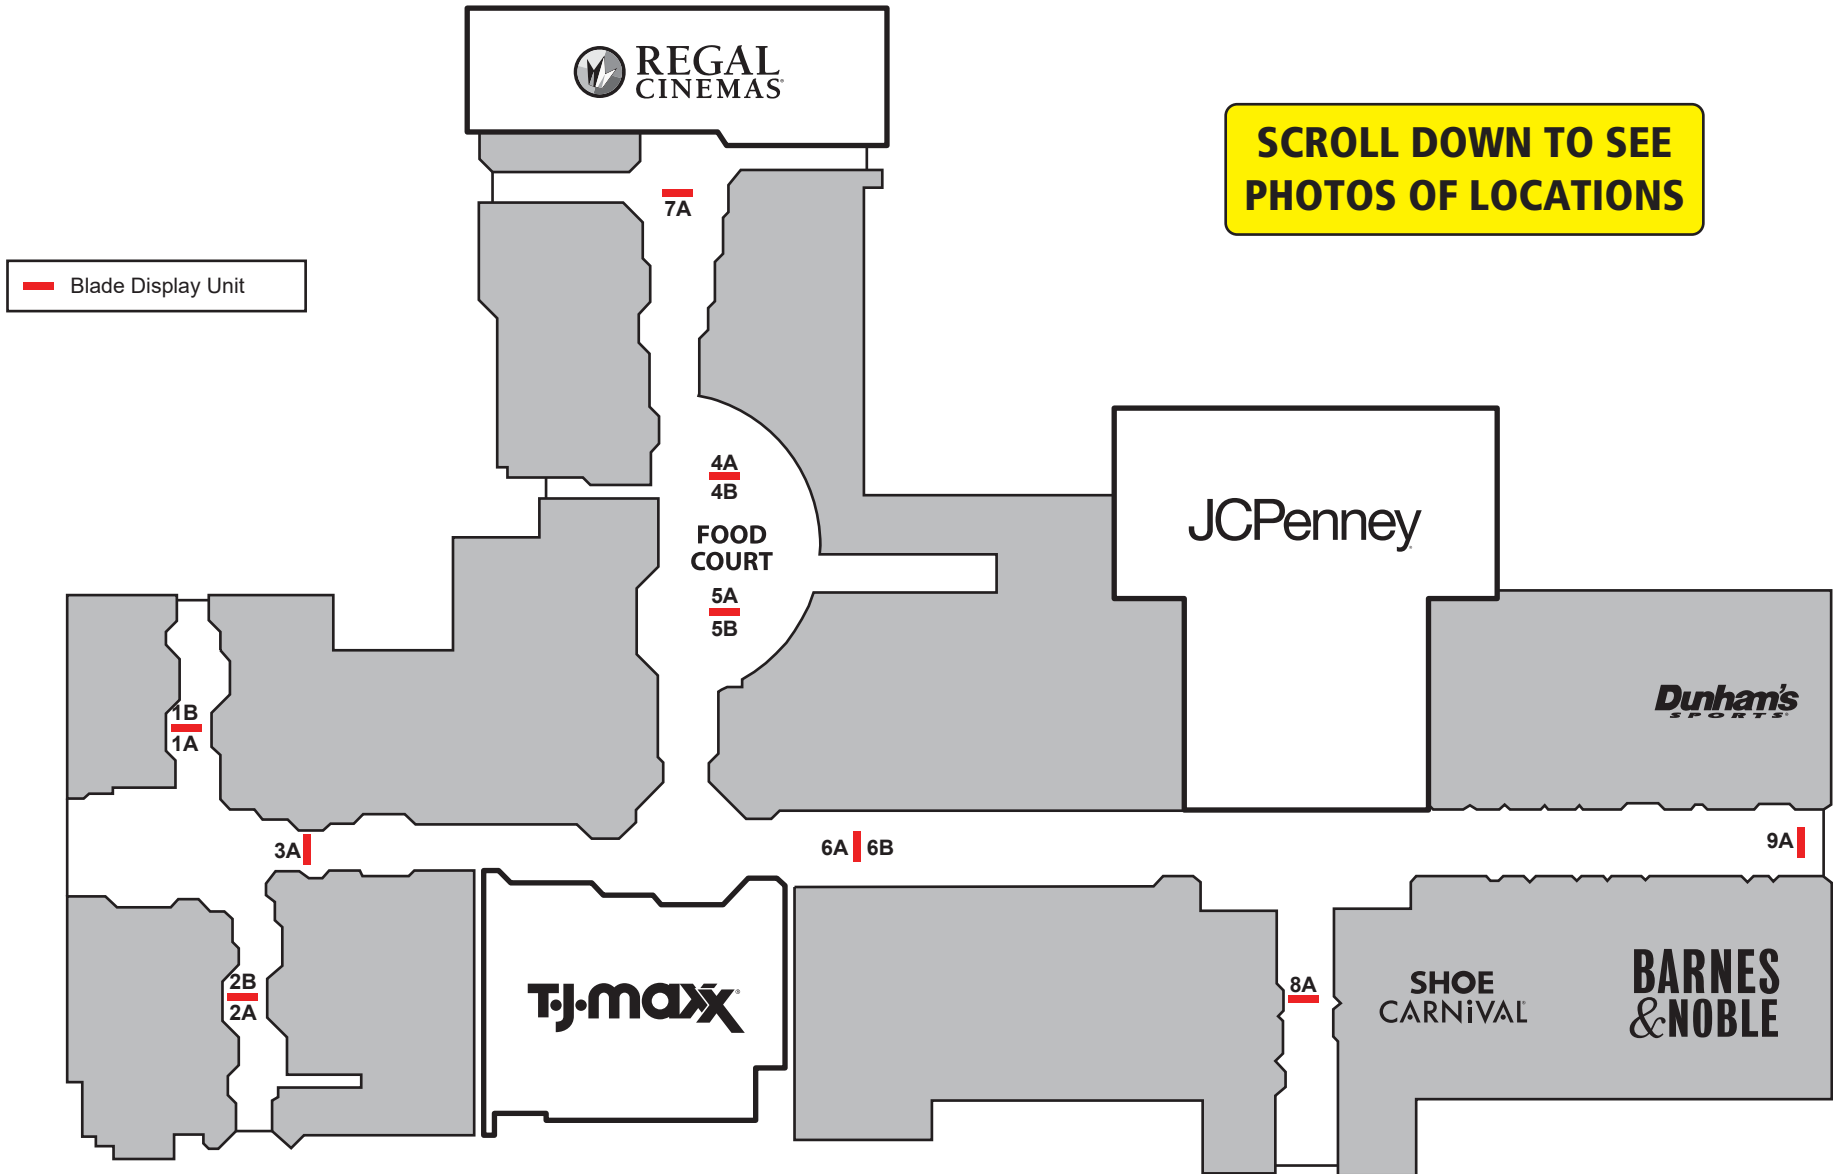 REGAL
CINEMAS
SCROLL DOWN TO SEE
PHOTOS OF LOCATIONS
7A
Blade Display Unit
4A
4B
FOOD
COURT
5A
5B
JCPenney
Dunham's
SPORTS
1B
1A
3A
6A
6B
9A
2B
2A
T•J•maxx
8A
SHOE
CARNiVAL
BARNES
&NOBLE